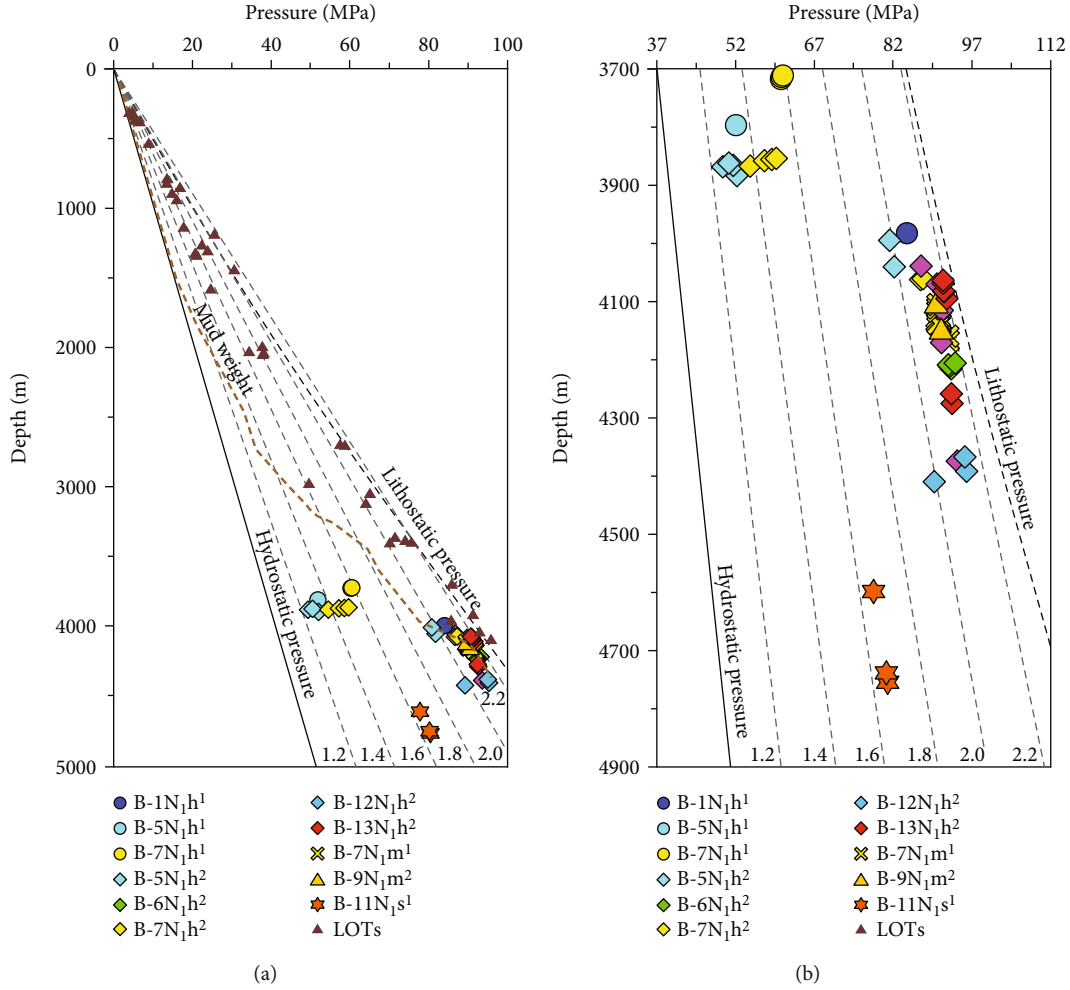 Pressure (MPa)
0 20 40 60 80 100
0
1000
2000
3000
4000
5000
Depth (m)
Mud weight
Lithostatic pressure
Hydrostatic pressure
2.2
1.2 1.4 1.6 1.8 2.0
B-1N₁h¹
B-5N₁h¹
B-7N₁h¹
B-5N₁h²
B-6N₁h²
B-7N₁h²
B-12N₁h²
B-13N₁h²
B-7N₁m¹
B-9N₁m²
B-11N₁s¹
LOTs
(a)
Pressure (MPa)
37 52 67 82 97 112
3700
3900
4100
4300
4500
4700
4900
Depth (m)
Lithostatic pressure
Hydrostatic pressure
1.2 1.4 1.6 1.8 2.0 2.2
B-1N₁h¹
B-5N₁h¹
B-7N₁h¹
B-5N₁h²
B-6N₁h²
B-7N₁h²
B-12N₁h²
B-13N₁h²
B-7N₁m¹
B-9N₁m²
B-11N₁s¹
LOTs
(b)